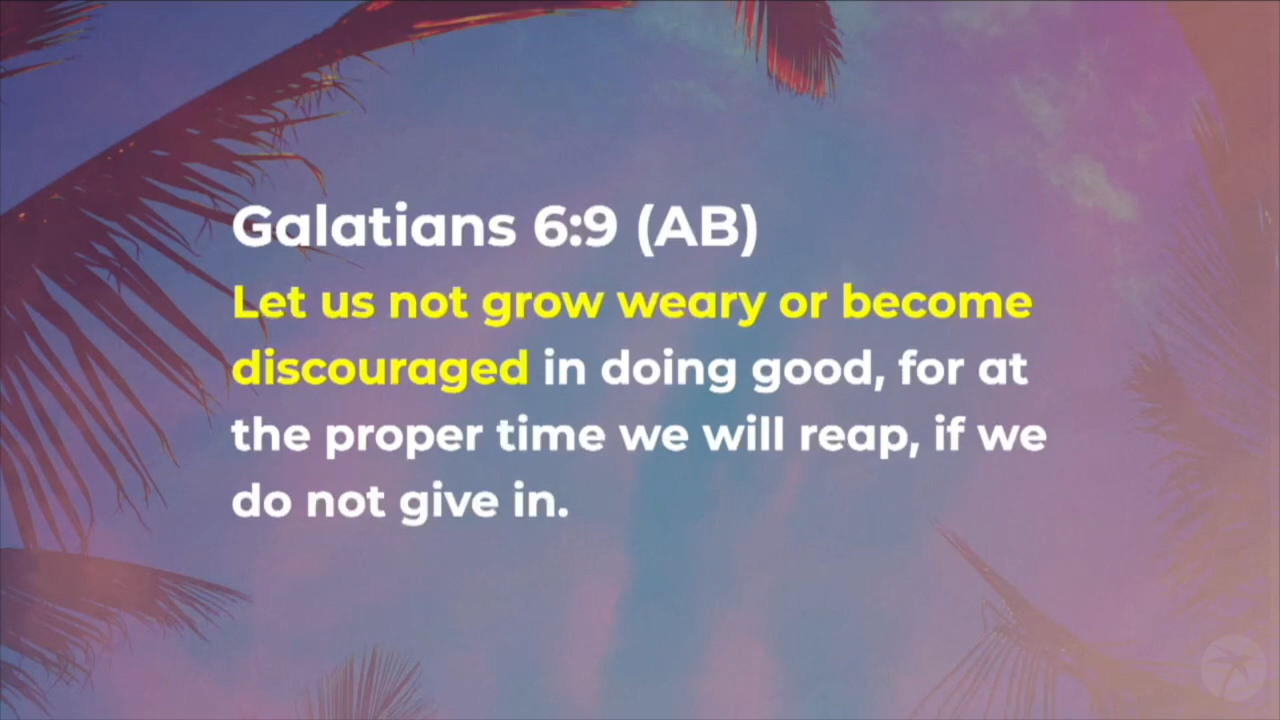 Galatians 6:9 (AB)
Let us not grow weary or become
discouraged in doing good, for at
the proper time we will reap, if we
do not give in.